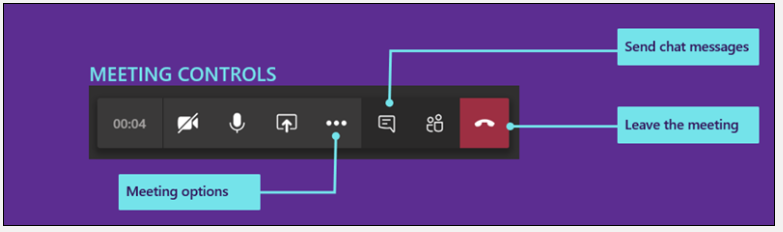 Send chat messages
MEETING CONTROLS
00:04
Leave the meeting
Meeting options